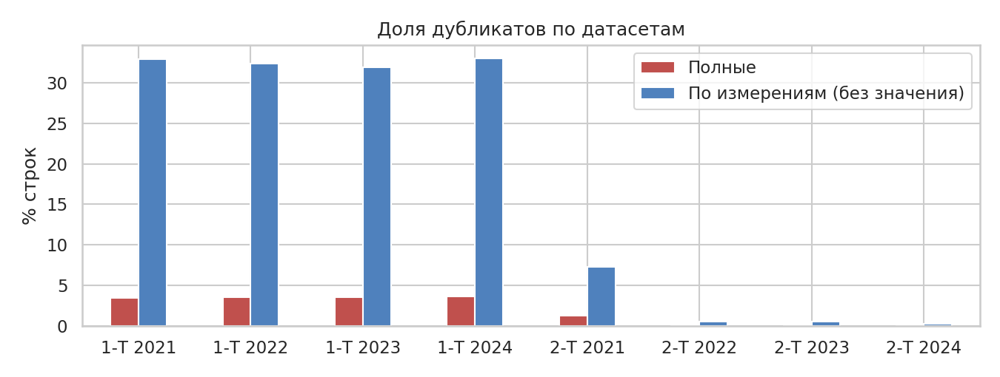 Доля дубликатов по датасетам
Полные
По измерениям (без значения)
% строк
30
25
20
15
10
5
0
1-Т 2021
1-Т 2022
1-Т 2023
1-Т 2024
2-Т 2021
2-Т 2022
2-Т 2023
2-Т 2024